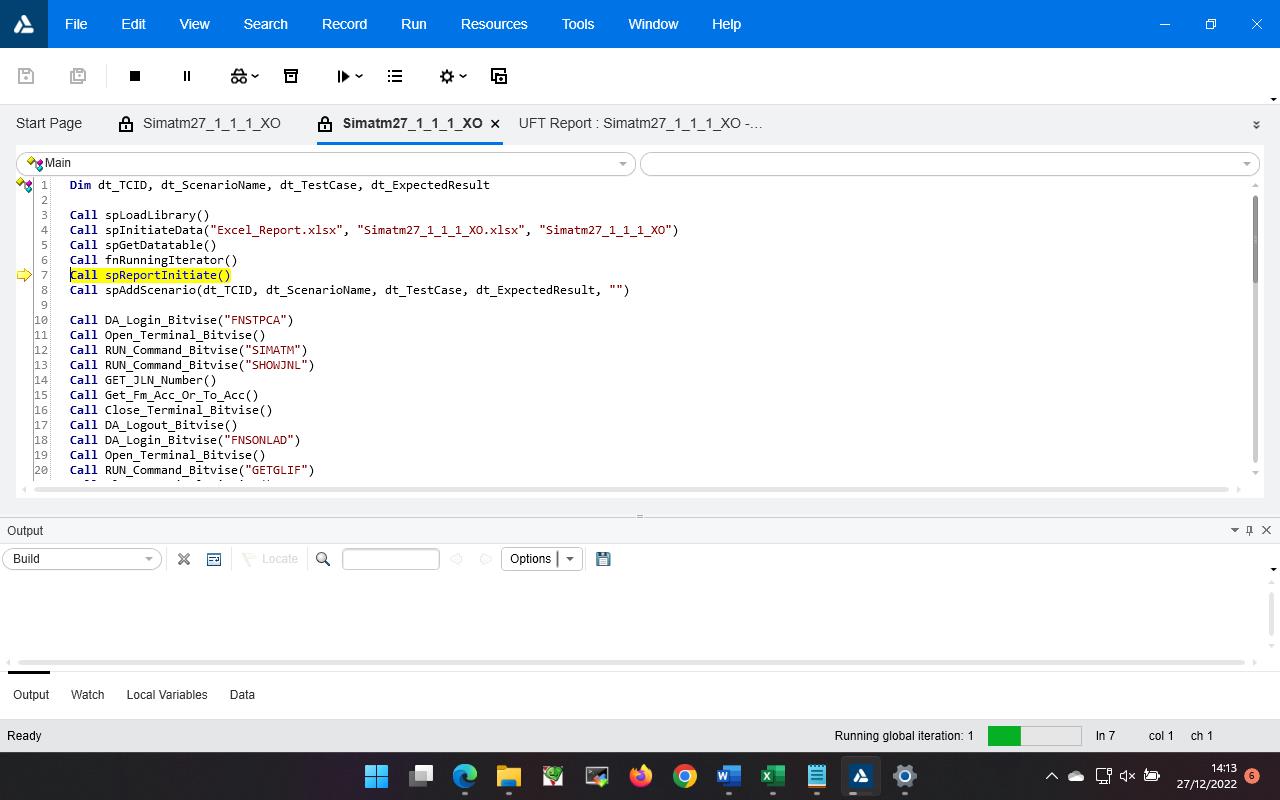 File Edit View Search Record Run Resources Tools Window Help
Start Page Simatm27_1_1_1_XO Simatm27_1_1_1_XO UFT Report : Simatm27_1_1_1_XO -...
Main
1 Dim dt_TCID, dt_ScenarioName, dt_TestCase, dt_ExpectedResult
2
3 Call spLoadLibrary()
4 Call spInitiateData("Excel_Report.xlsx", "Simatm27_1_1_1_XO.xlsx", "Simatm27_1_1_1_XO")
5 Call spGetDatatable()
6 Call fnRunningIterator()
7 Call spReportInitiate()
8 Call spAddScenario(dt_TCID, dt_ScenarioName, dt_TestCase, dt_ExpectedResult, "")
9
10 Call DA_Login_Bitvise("FNSTPCA")
11 Call Open_Terminal_Bitvise()
12 Call RUN_Command_Bitvise("SIMATM")
13 Call RUN_Command_Bitvise("SHOWJNL")
14 Call GET_JLN_Number()
15 Call Get_Fm_Acc_Or_To_Acc()
16 Call Close_Terminal_Bitvise()
17 Call DA_Logout_Bitvise()
18 Call DA_Login_Bitvise("FNSONLAD")
19 Call Open_Terminal_Bitvise()
20 Call RUN_Command_Bitvise("GETGLIF")
Output
Build Locate Options
Output Watch Local Variables Data
Ready Running global iteration: 1 ln 7 col 1 ch 1
14:13
27/12/2022
6